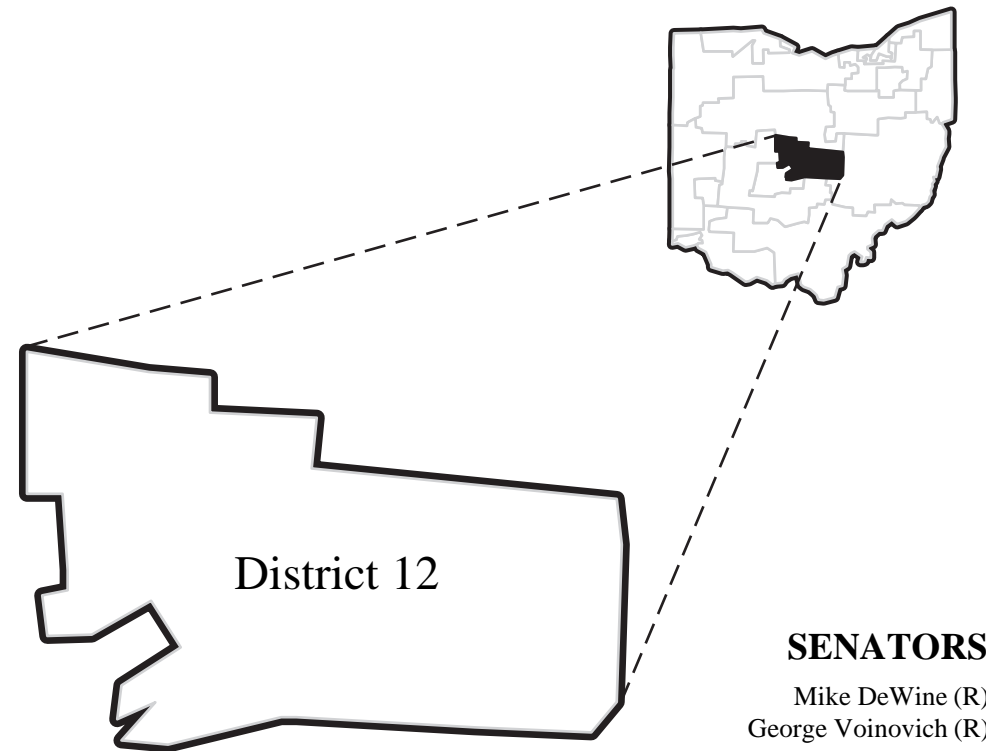 District 12
SENATORS
Mike DeWine (R)
George Voinovich (R)